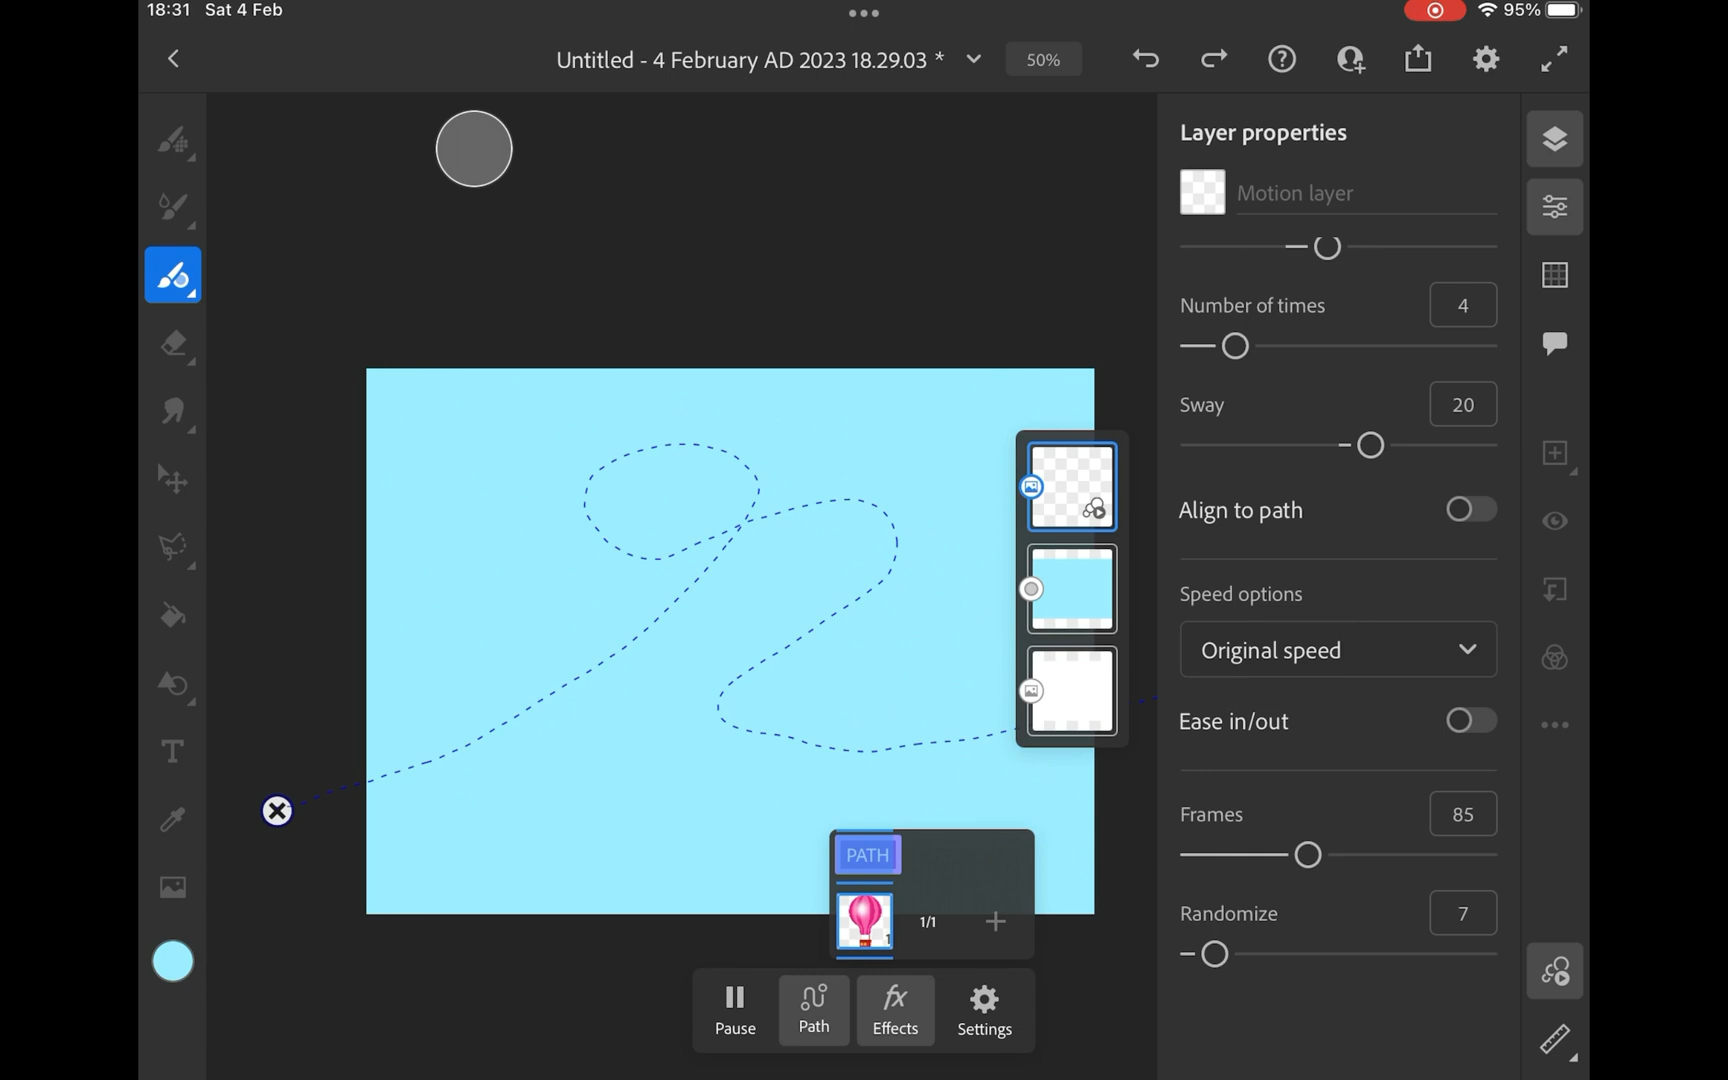 18:31 Sat 4 Feb
95%
Untitled - 4 February AD 2023 18.29.03 *
50%
Layer properties
Motion layer
Number of times 4
Sway 20
Align to path
Speed options
Original speed
Ease in/out
Frames 85
Randomize 7
T
PATH
1
1/1
Pause
Path
fx
Effects
Settings